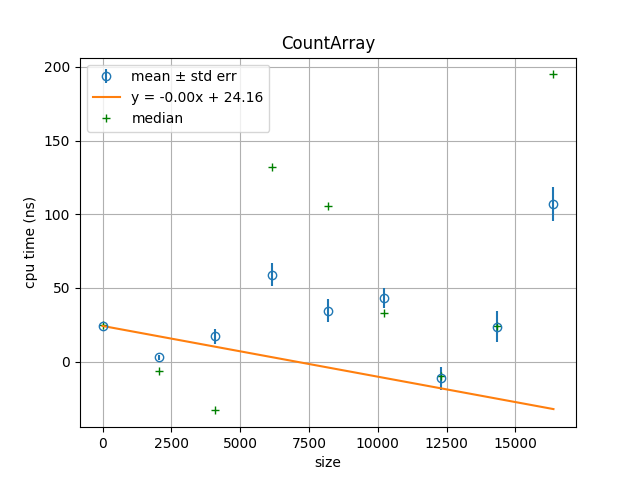 CountArray
mean ± std err
y = -0.00x + 24.16
median
200
150
100
50
0
cpu time (ns)
0 2500 5000 7500 10000 12500 15000
size